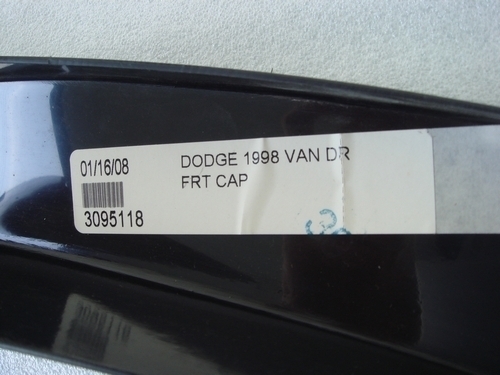 01/16/08
3095118
DODGE 1998 VAN DR
FRT CAP